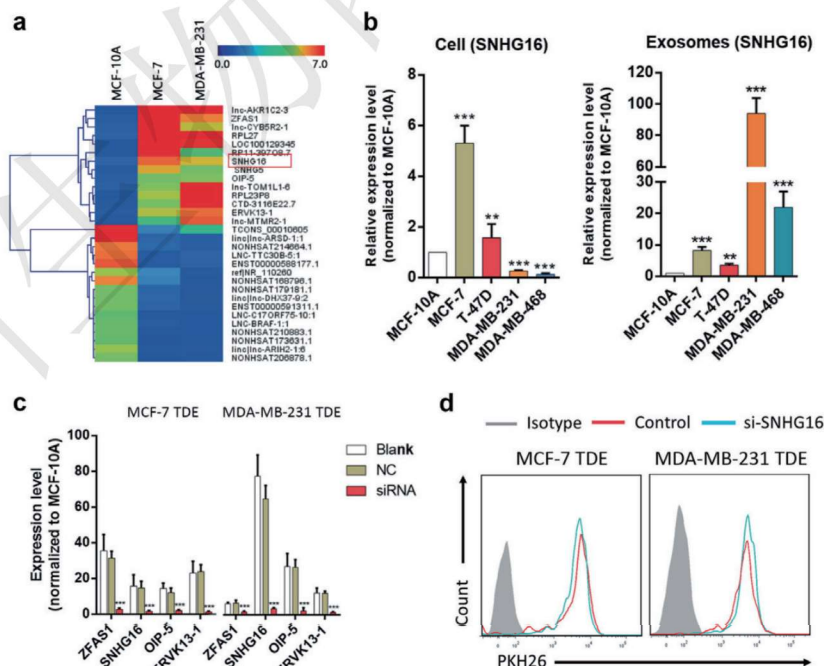 a
MCF-10A
MCF-7
MDA-MB-231
0.0 7.0
lnc-AKR1C2-3
ZFAS1
lnc-CYB5R2-1
RPL27
LOC100129345
RP11-397O8.7
SNHG16
SNHG5
OIP-5
lnc-TOM1L1-6
RPL23P8
CTD-3116E22.7
ERVK13-1
lnc-MTMR2-1
TCONS_00010605
linc|lnc-ARSD-1:1
NONHSAT214664.1
LNC-TTC30B-5:1
ENST00000588177.1
ref|NR_110260
NONHSAT168796.1
NONHSAT179181.1
linc|lnc-DHX37-9:2
ENST00000591311.1
LNC-C17ORF75-10:1
LNC-BRAF-1:1
NONHSAT210883.1
NONHSAT173631.1
linc|lnc-ARIH2-1:6
NONHSAT206878.1
b
Cell (SNHG16)
Relative expression level
(normalized to MCF-10A)
8
6
4
2
0
***
**
***
***
MCF-10A
MCF-7
T-47D
MDA-MB-231
MDA-MB-468
Exosomes (SNHG16)
Relative expression level
(normalized to MCF-10A)
120
100
80
60
30
20
10
0
***
**
***
***
MCF-10A
MCF-7
T-47D
MDA-MB-231
MDA-MB-468
c
MCF-7 TDE MDA-MB-231 TDE
Expression level
(normalized to MCF-10A)
100
80
60
40
20
0
Blank
NC
siRNA
*** *** *** *** *** *** *** ***
ZFAS1
SNHG16
OIP-5
ERVK13-1
ZFAS1
SNHG16
OIP-5
ERVK13-1
d
Isotype Control si-SNHG16
MCF-7 TDE MDA-MB-231 TDE
Count
PKH26